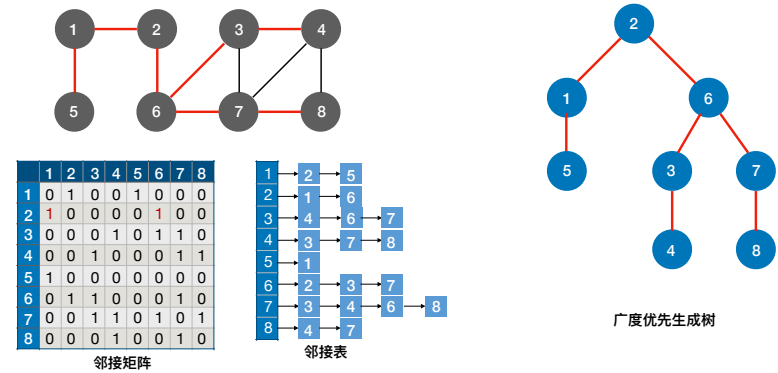 1 2 3 4
5 6 7 8
1 2 3 4 5 6 7 8
1 0 1 0 0 1 0 0 0
2 1 0 0 0 0 1 0 0
3 0 0 0 1 0 1 1 0
4 0 0 1 0 0 0 1 1
5 1 0 0 0 0 0 0 0
6 0 1 1 0 0 0 1 0
7 0 0 1 1 0 1 0 1
8 0 0 0 1 0 0 1 0
邻接矩阵
1 2 5
2 1 6
3 4 6 7
4 3 7 8
5 1
6 2 3 7
7 3 4 6 8
8 4 7
邻接表
2
1 6
5 3 7
4 8
广度优先生成树